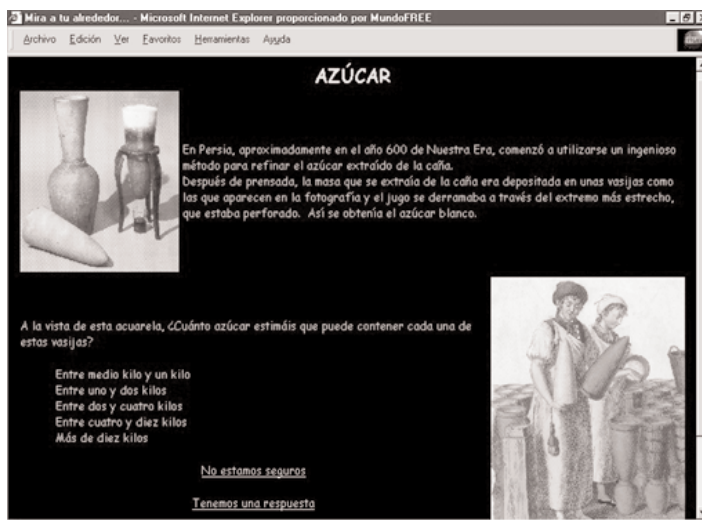 Mira a tu alrededor... - Microsoft Internet Explorer proporcionado por MundoFREE
Archivo Edición Ver Favoritos Herramientas Ayuda
AZÚCAR
En Persia, aproximadamente en el año 600 de Nuestra Era, comenzó a utilizarse un ingenioso
método para refinar el azúcar extraído de la caña.
Después de prensada, la masa que se extraía de la caña era depositada en unas vasijas como
las que aparecen en la fotografía y el jugo se derramaba a través del extremo más estrecho,
que estaba perforado. Así se obtenía el azúcar blanco.
A la vista de esta acuarela, ¿Cuánto azúcar estimáis que puede contener cada una de
estas vasijas?
Entre medio kilo y un kilo
Entre uno y dos kilos
Entre dos y cuatro kilos
Entre cuatro y diez kilos
Más de diez kilos
No estamos seguros
Tenemos una respuesta